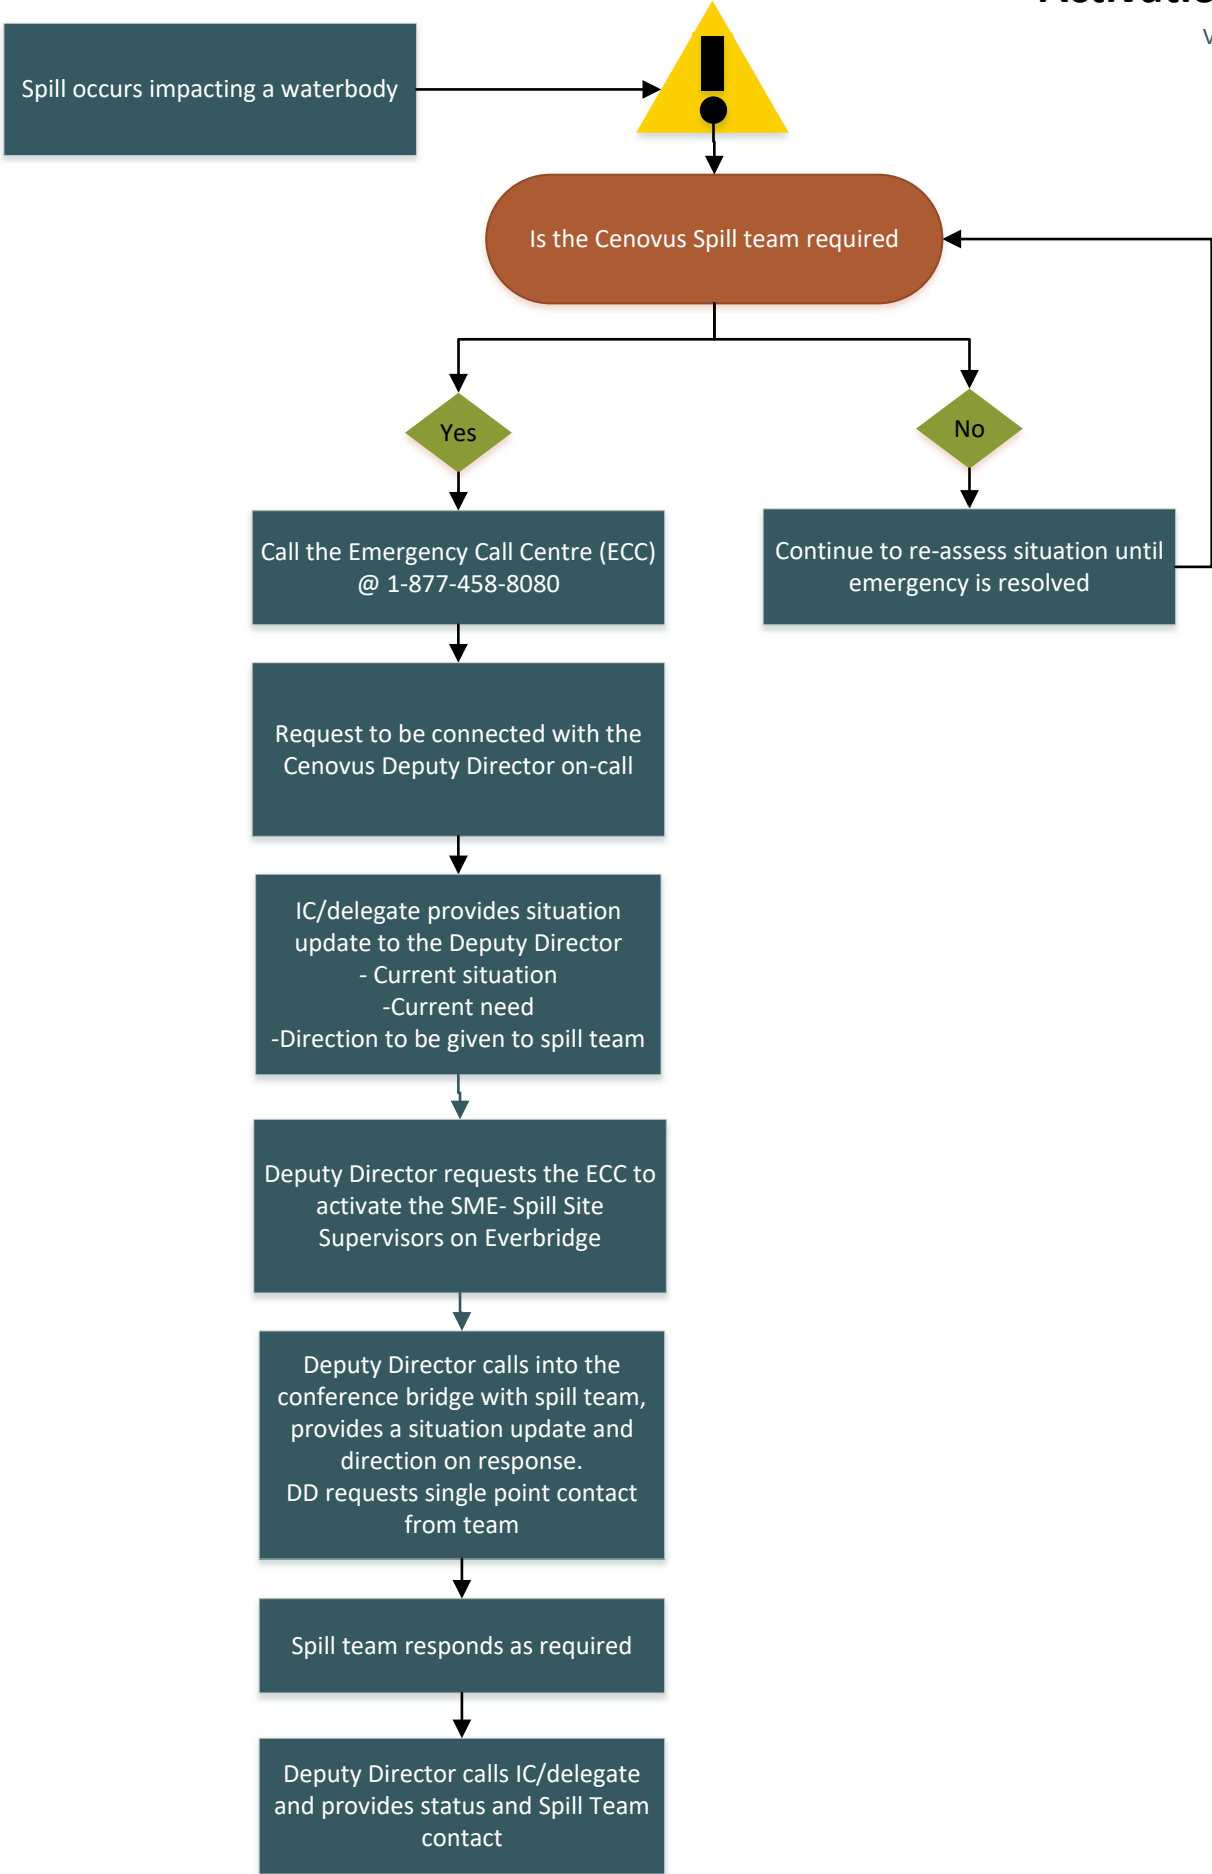 Spill occurs impacting a waterbody
Is the Cenovus Spill team required
Yes
No
Call the Emergency Call Centre (ECC)
@ 1-877-458-8080
Continue to re-assess situation until
emergency is resolved
Request to be connected with the
Cenovus Deputy Director on-call
IC/delegate provides situation
update to the Deputy Director
- Current situation
-Current need
-Direction to be given to spill team
Deputy Director requests the ECC to
activate the SME- Spill Site
Supervisors on Everbridge
Deputy Director calls into the
conference bridge with spill team,
provides a situation update and
direction on response.
DD requests single point contact
from team
Spill team responds as required
Deputy Director calls IC/delegate
and provides status and Spill Team
contact